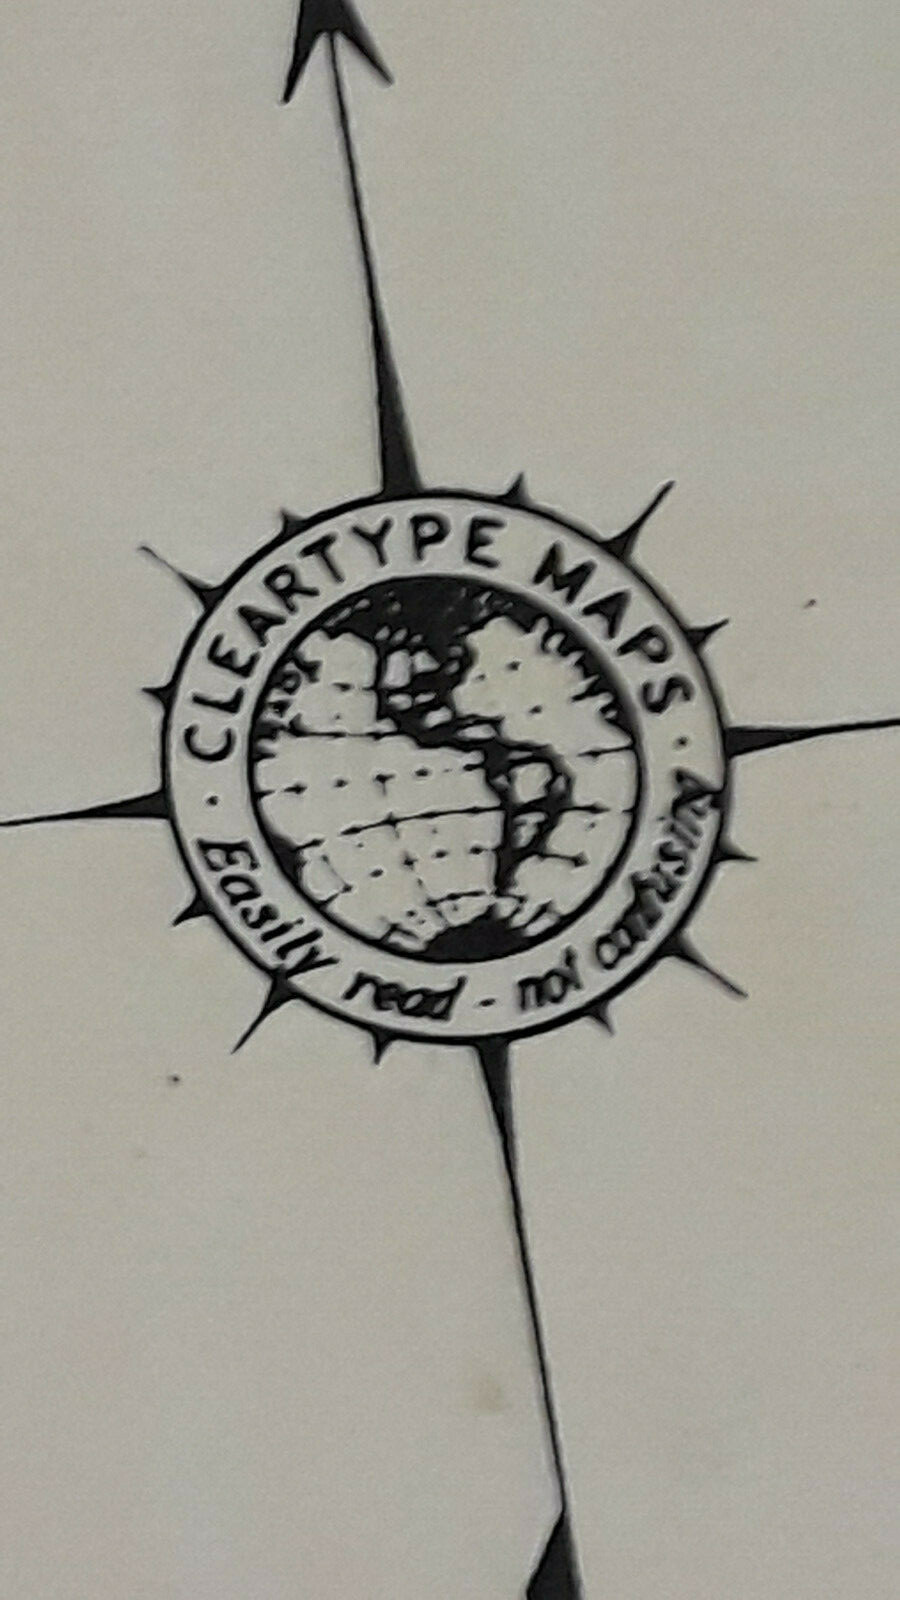 · CLEARTYPE MAPS ·
Easily read - not confusing